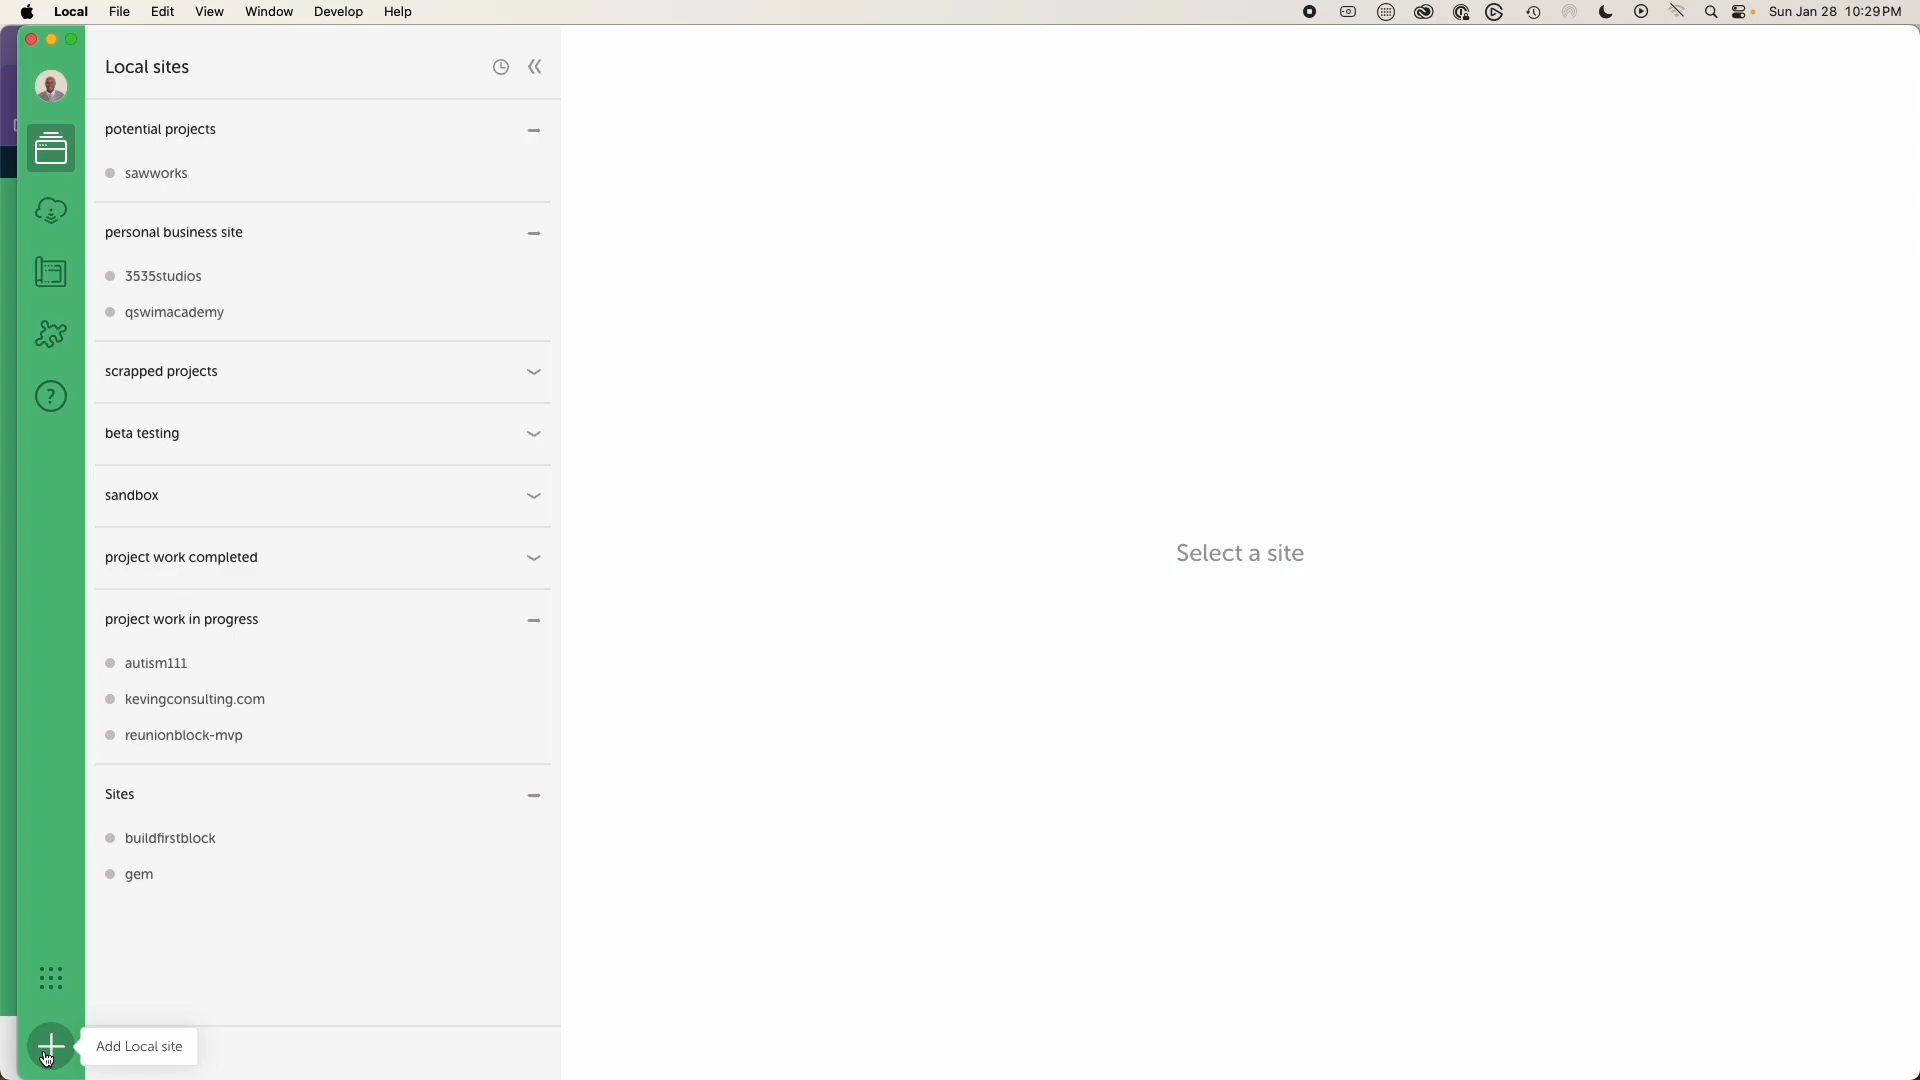 Local File Edit View Window Develop Help Sun Jan 28 10:29 PM
Local sites
potential projects
sawworks
personal business site
3535studios
qswimacademy
scrapped projects
beta testing
sandbox
project work completed
project work in progress
autism111
kevingconsulting.com
reunionblock-mvp
Sites
buildfirstblock
gem
Add Local site
Select a site